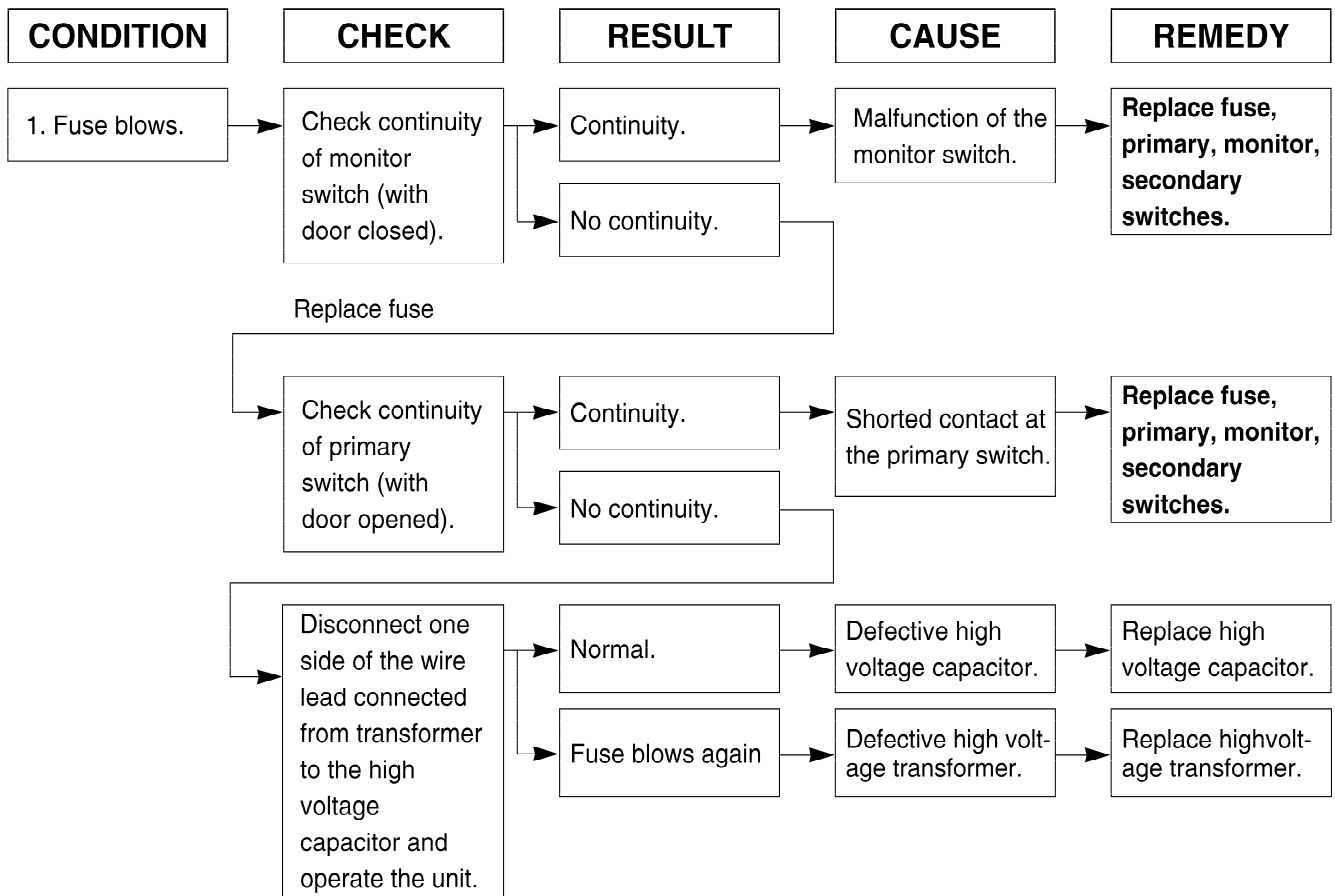 CONDITION
CHECK
RESULT
CAUSE
REMEDY
1. Fuse blows.
Check continuity
of monitor
switch (with
door closed).
Continuity.
Malfunction of the
monitor switch.
Replace fuse,
primary, monitor,
secondary
switches.
No continuity.
Replace fuse
Check continuity
of primary
switch (with
door opened).
Continuity.
Shorted contact at
the primary switch.
Replace fuse,
primary, monitor,
secondary
switches.
No continuity.
Disconnect one
side of the wire
lead connected
from transformer
to the high
voltage
capacitor and
operate the unit.
Normal.
Defective high
voltage capacitor.
Replace high
voltage capacitor.
Fuse blows again
Defective high volt-
age transformer.
Replace highvolt-
age transformer.